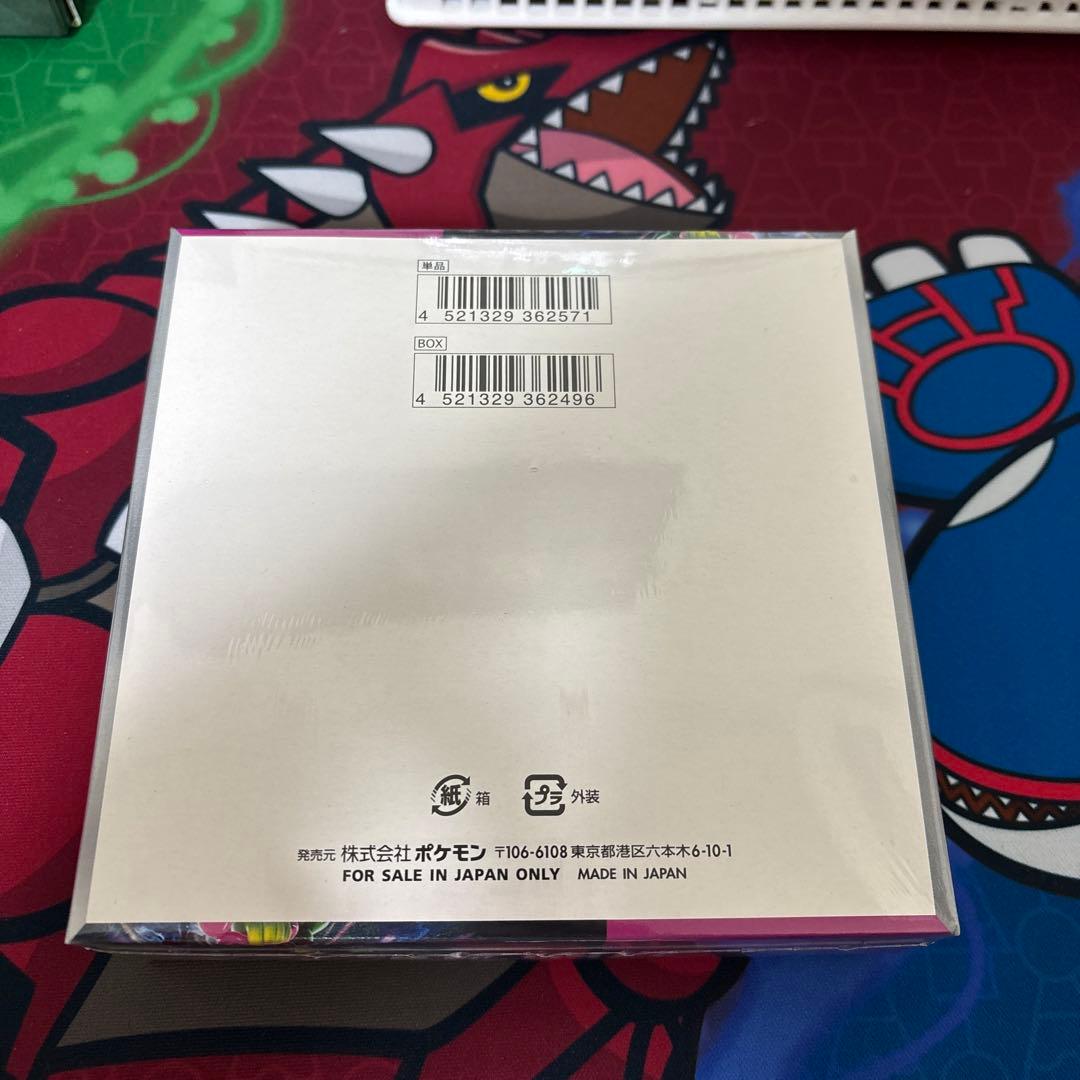 単品
4 521329 362571
BOX
4 521329 362496
紙 箱 プラ 外装
発売元 株式会社 ポケモン 〒106-6108 東京都港区六本木6-10-1
FOR SALE IN JAPAN ONLY MADE IN JAPAN